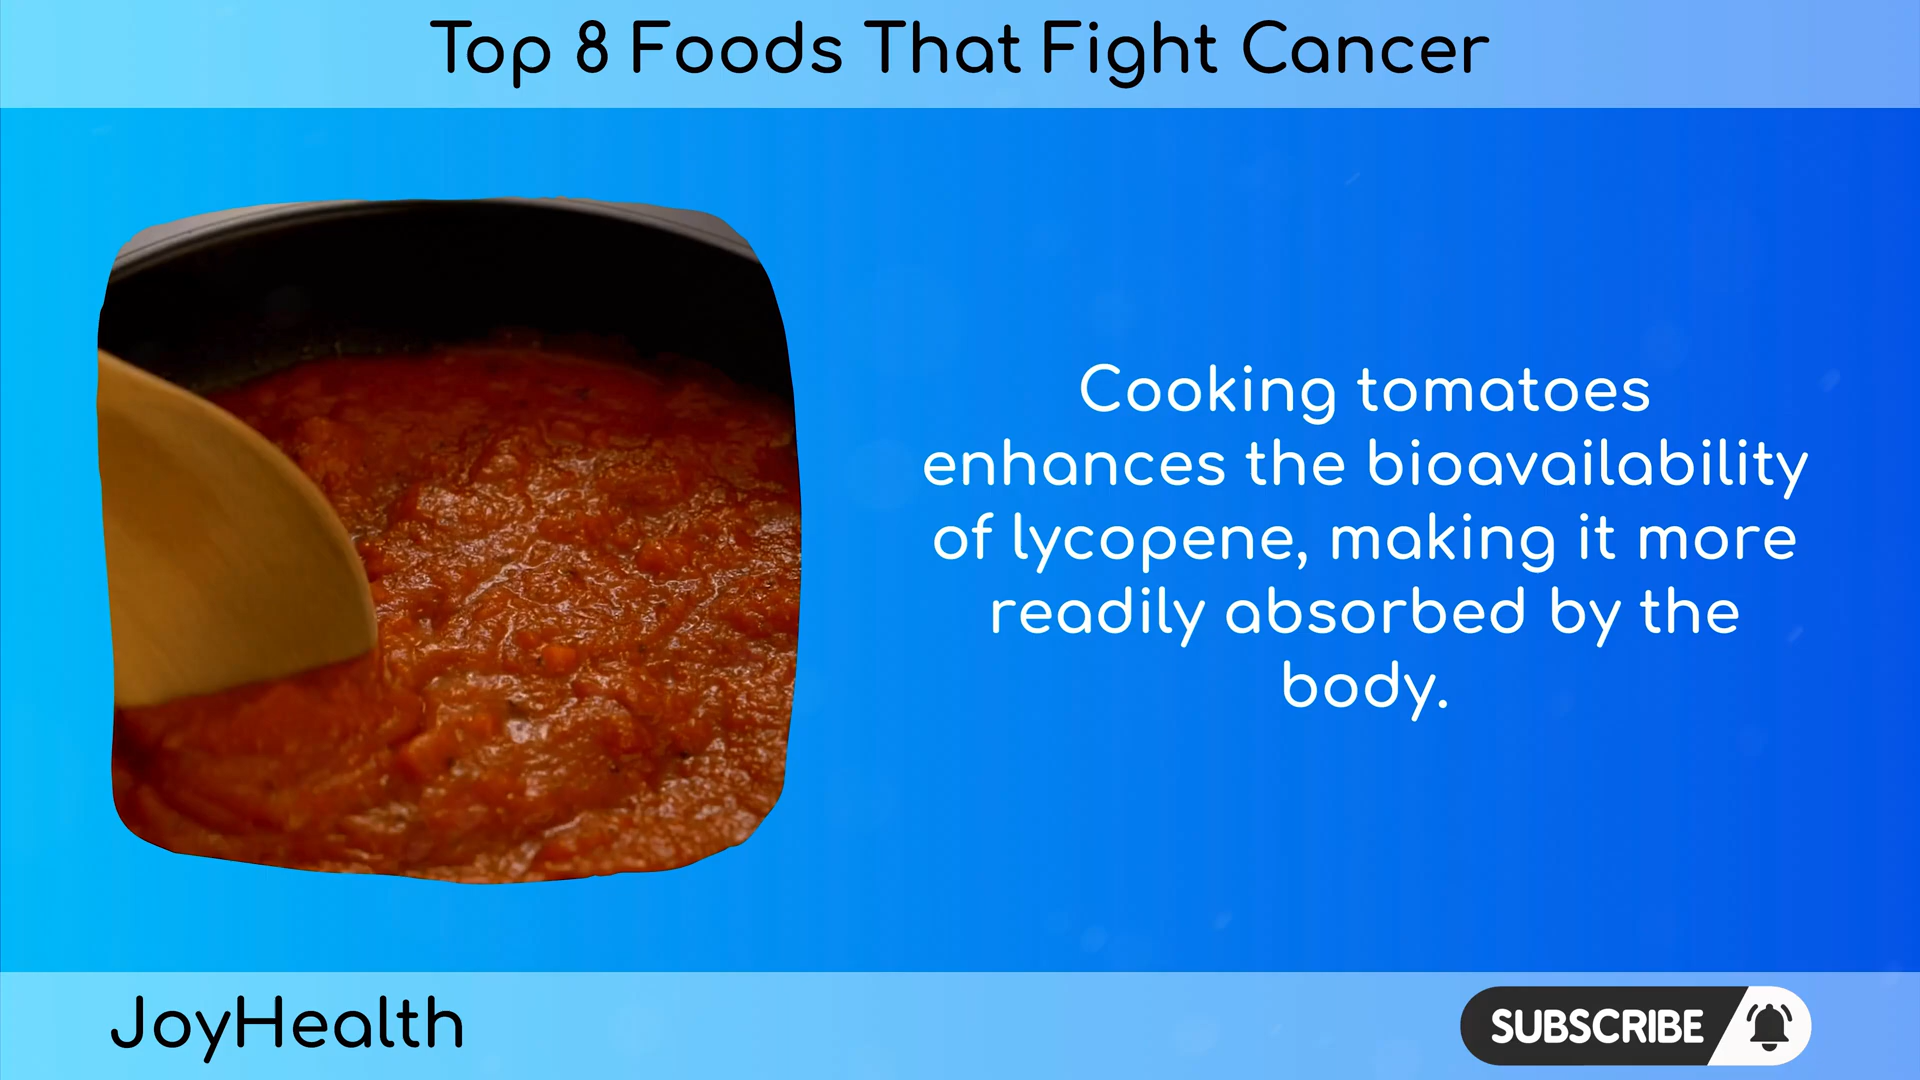 Top 8 Foods That Fight Cancer
Cooking tomatoes
enhances the bioavailability
of lycopene, making it more
readily absorbed by the
body.
JoyHealth
SUBSCRIBE